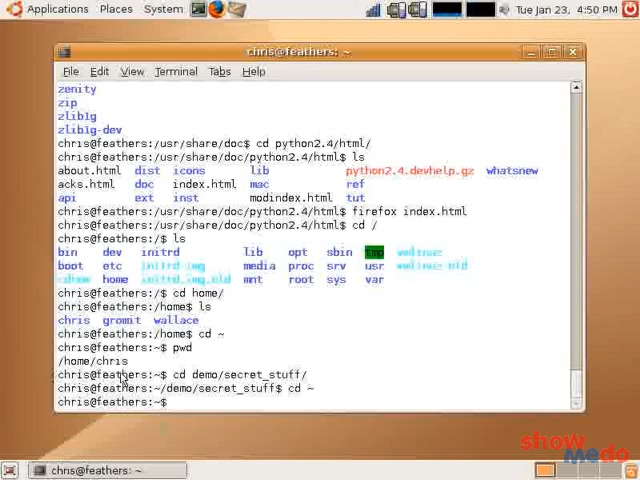 Applications Places System Tue Jan 23, 4:50 PM
chris@feathers: ~
File Edit View Terminal Tabs Help
zenity
zip
zlib1g
zlib1g-dev
chris@feathers:/usr/share/doc$ cd python2.4/html/
chris@feathers:/usr/share/doc/python2.4/html$ ls
about.html dist icons lib python2.4.devhelp.gz whatsnew
acks.html doc index.html mac ref
api ext inst modindex.html tut
chris@feathers:/usr/share/doc/python2.4/html$ firefox index.html
chris@feathers:/usr/share/doc/python2.4/html$ cd /
chris@feathers:/$ ls
bin dev initrd lib opt sbin tmp vmlinuz
boot etc initrd.img media proc srv usr vmlinuz.old
cdrom home initrd.img.old mnt root sys var
chris@feathers:/$ cd home/
chris@feathers:/home$ ls
chris gromit wallace
chris@feathers:/home$ cd ~
chris@feathers:~$ pwd
/home/chris
chris@feathers:~$ cd demo/secret_stuff/
chris@feathers:~/demo/secret_stuff$ cd ~
chris@feathers:~$
showmedo
chris@feathers: ~